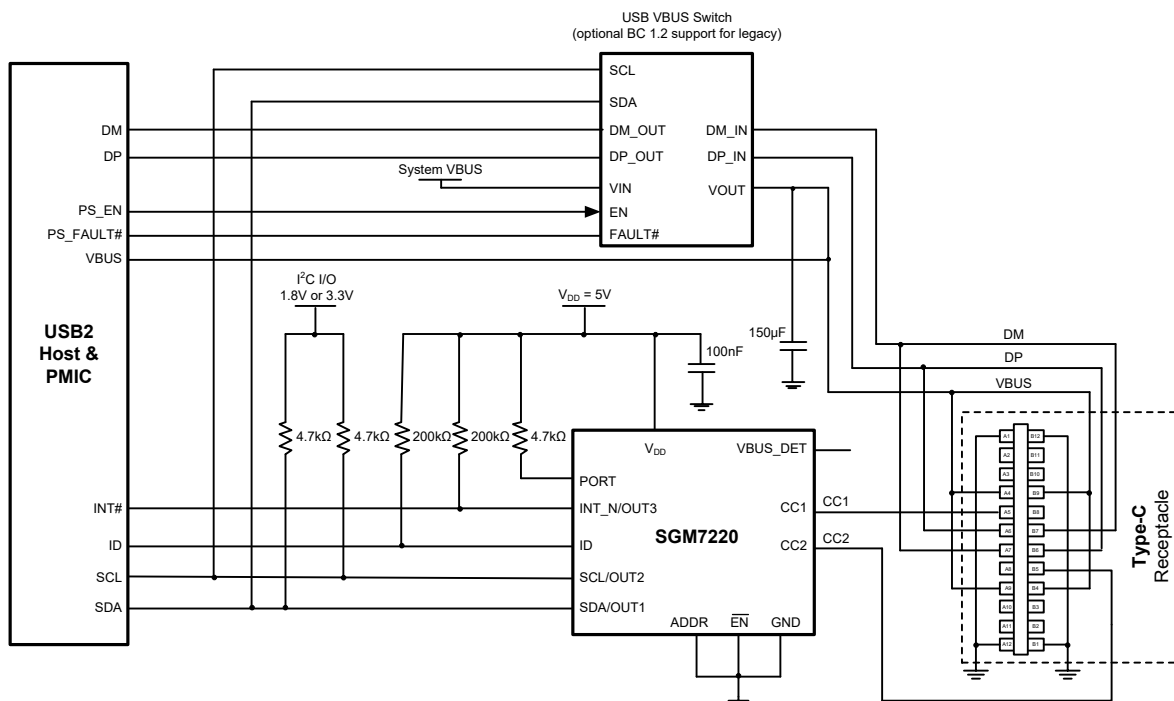 USB VBUS Switch
(optional BC 1.2 support for legacy)
SCL
SDA
DM
DM_OUT
DM_IN
DP
DP_OUT
DP_IN
System VBUS
VIN
VOUT
PS_EN
EN
PS_FAULT#
FAULT#
VBUS
I²C I/O
1.8V or 3.3V
V_DD = 5V
USB2
Host &
PMIC
150µF
100nF
DM
DP
VBUS
4.7kΩ
4.7kΩ
200kΩ
200kΩ
4.7kΩ
V_DD
VBUS_DET
PORT
INT#
INT_N/OUT3
CC1
CC1
ID
ID
SGM7220
CC2
CC2
SCL
SCL/OUT2
SDA
SDA/OUT1
ADDR
EN
GND
A1
B12
A2
B11
A3
B10
A4
B9
A5
B8
A6
B7
A7
B6
A8
B5
A9
B4
A10
B3
A11
B2
A12
B1
Type-C
Receptacle